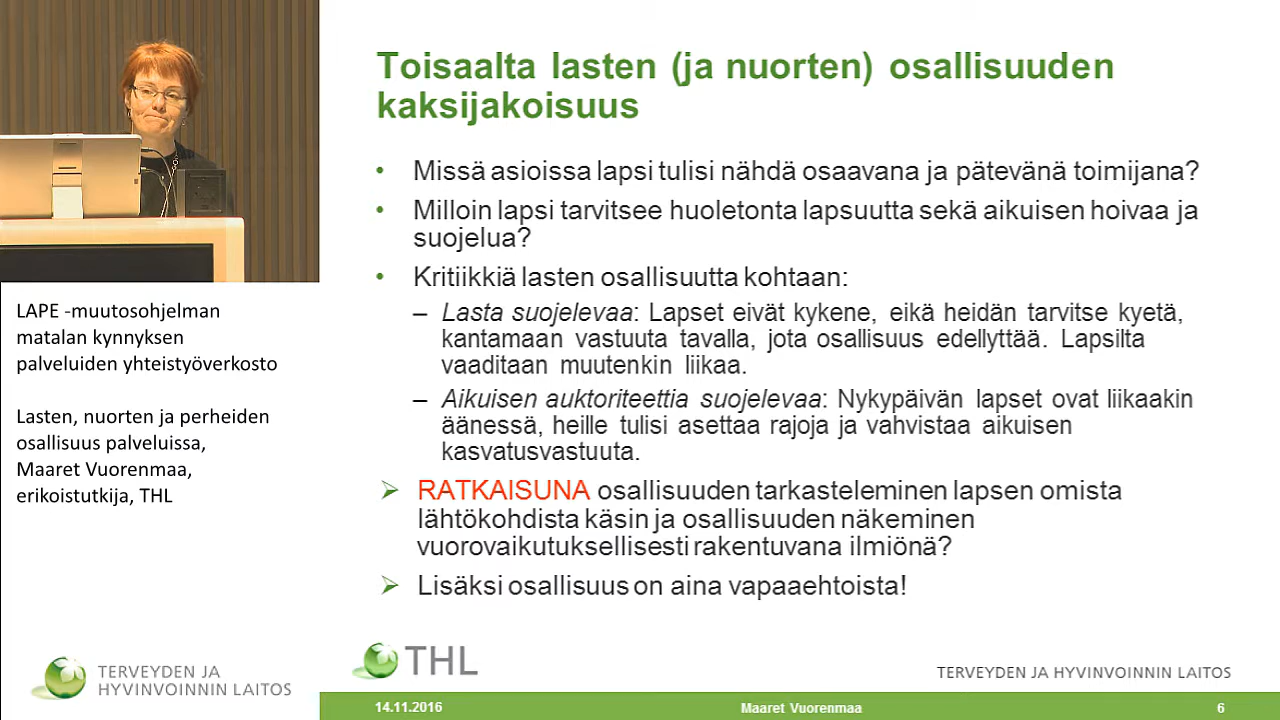 Toisaalta lasten (ja nuorten) osallisuuden
kaksijakoisuus
• Missä asioissa lapsi tulisi nähdä osaavana ja pätevänä toimijana?
• Milloin lapsi tarvitsee huoletonta lapsuutta sekä aikuisen hoivaa ja
suojelua?
• Kritiikkiä lasten osallisuutta kohtaan:
– Lasta suojelevaa: Lapset eivät kykene, eikä heidän tarvitse kyetä,
kantamaan vastuuta tavalla, jota osallisuus edellyttää. Lapsilta
vaaditaan muutenkin liikaa.
– Aikuisen auktoriteettia suojelevaa: Nykypäivän lapset ovat liikaakin
äänessä, heille tulisi asettaa rajoja ja vahvistaa aikuisen
kasvatusvastuuta.
➢ RATKAISUNA osallisuuden tarkasteleminen lapsen omista
lähtökohdista käsin ja osallisuuden näkeminen
vuorovaikutuksellisesti rakentuvana ilmiönä?
➢ Lisäksi osallisuus on aina vapaaehtoista!
LAPE -muutosohjelman
matalan kynnyksen
palveluiden yhteistyöverkosto
Lasten, nuorten ja perheiden
osallisuus palveluissa,
Maaret Vuorenmaa,
erikoistutkija, THL
TERVEYDEN JA
HYVINVOINNIN LAITOS
THL
TERVEYDEN JA HYVINVOINNIN LAITOS
14.11.2016
Maaret Vuorenmaa
6